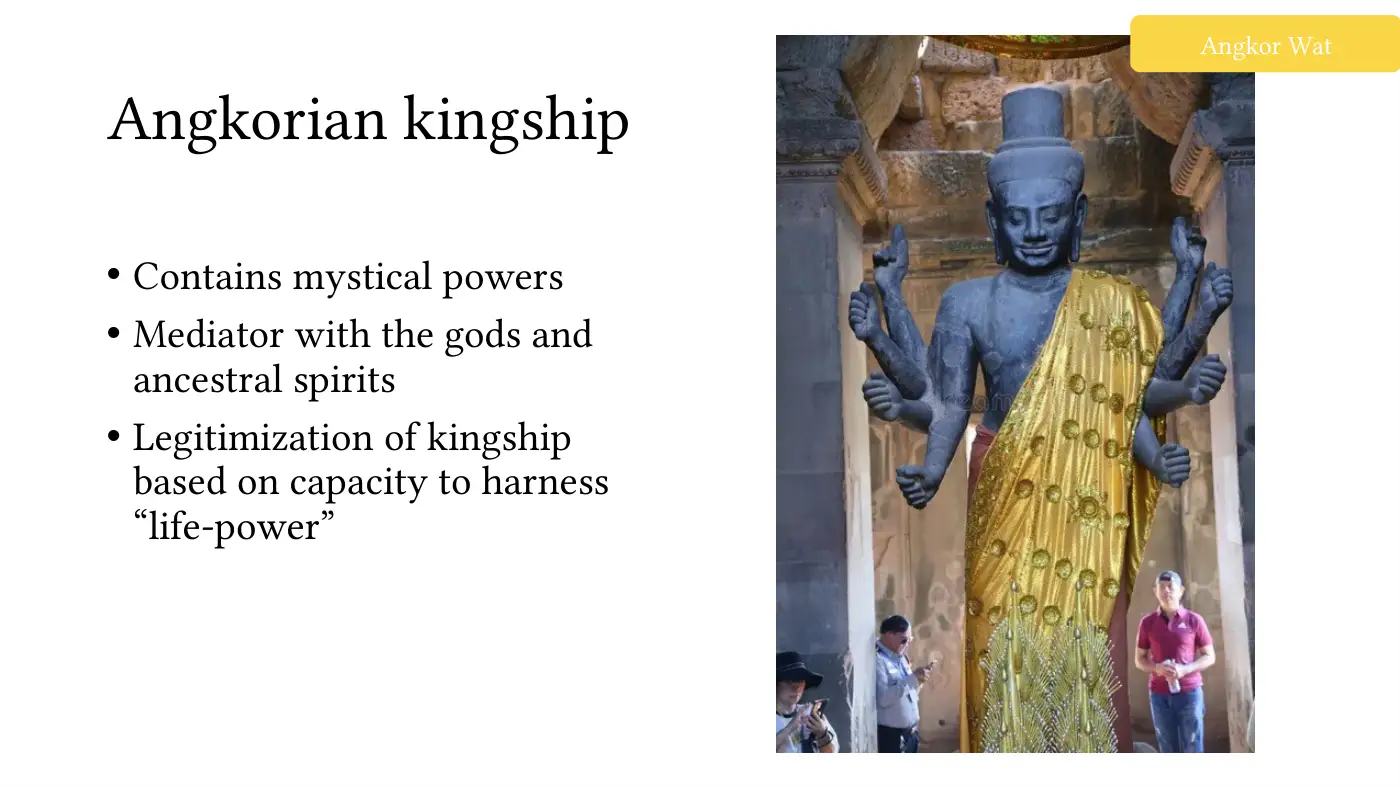 Angkor Wat
Angkorian kingship
• Contains mystical powers
• Mediator with the gods and
ancestral spirits
• Legitimization of kingship
based on capacity to harness
“life-power”